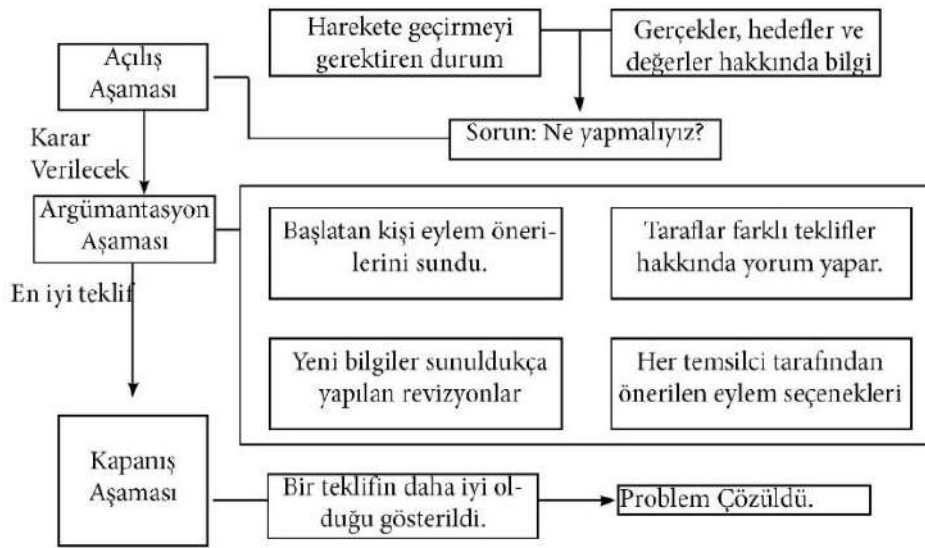 Harekete geçirmeyi
gerektiren durum
Gerçekler, hedefler ve
değerler hakkında bilgi
Açılış
Aşaması
Sorun: Ne yapmalıyız?
Karar
Verilecek
Argümantasyon
Aşaması
Başlatan kişi eylem öneri-
lerini sundu.
Taraflar farklı teklifler
hakkında yorum yapar.
En iyi teklif
Yeni bilgiler sunuldukça
yapılan revizyonlar
Her temsilci tarafından
önerilen eylem seçenekleri
Kapanış
Aşaması
Bir teklifin daha iyi ol-
duğu gösterildi.
Problem Çözüldü.